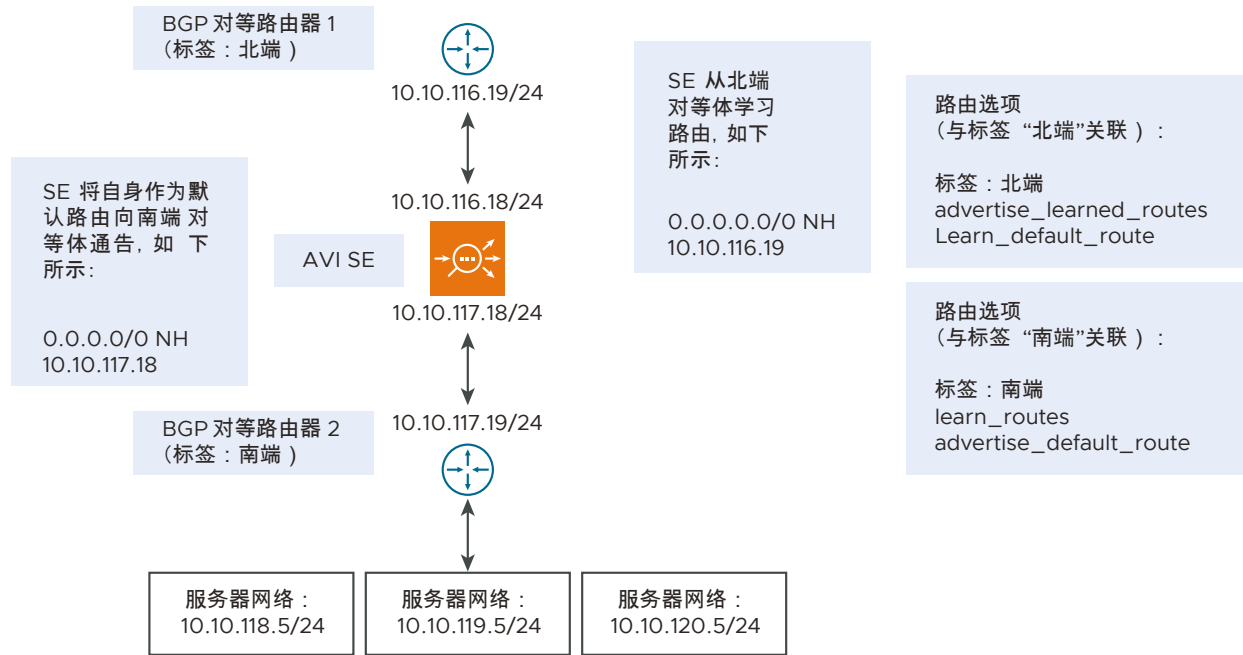 BGP 对等路由器 1
（标签：北端）
10.10.116.19/24
SE 将自身作为默
认路由向南端 对
等体通告, 如 下
所示:
0.0.0.0/0 NH
10.10.117.18
10.10.116.18/24
AVI SE
10.10.117.18/24
BGP 对等路由器 2
（标签：南端）
10.10.117.19/24
SE 从北端
对等体学习
路由, 如下
所示:
0.0.0.0.0/0 NH
10.10.116.19
路由选项
（与标签 “北端”关联）：
标签：北端
advertise_learned_routes
Learn_default_route
路由选项
（与标签 “南端”关联）：
标签：南端
learn_routes
advertise_default_route
服务器网络：
10.10.118.5/24
服务器网络：
10.10.119.5/24
服务器网络：
10.10.120.5/24